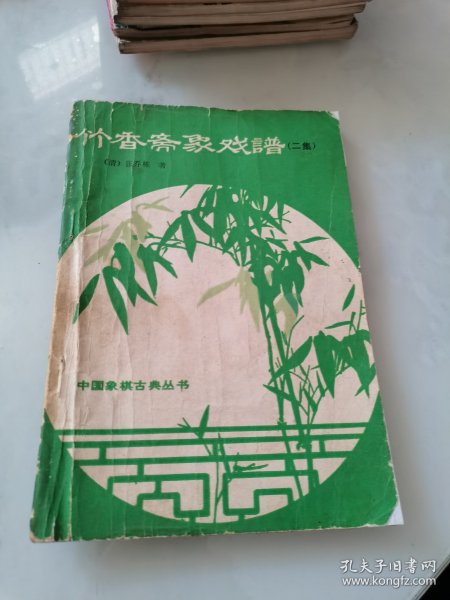 竹香斋象戏譜(二集)
(清)张乔栋 著
中国象棋古典丛书
孔夫子旧书网
www.kongfz.com